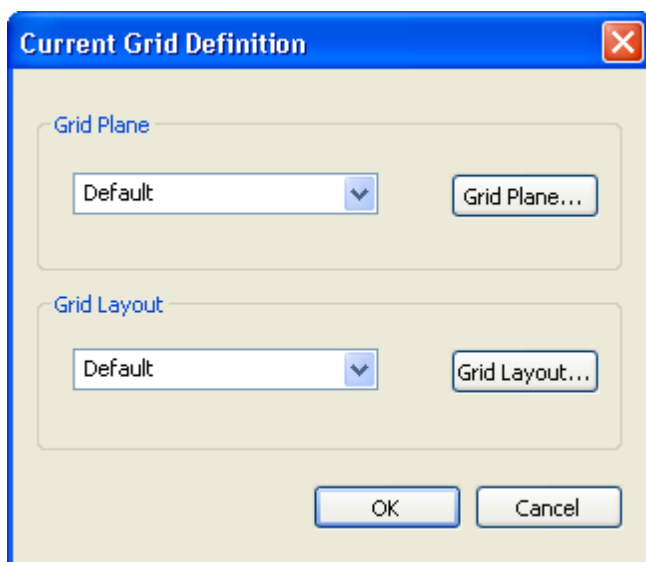 Current Grid Definition
Grid Plane
Default
Grid Plane...
Grid Layout
Default
Grid Layout...
OK
Cancel